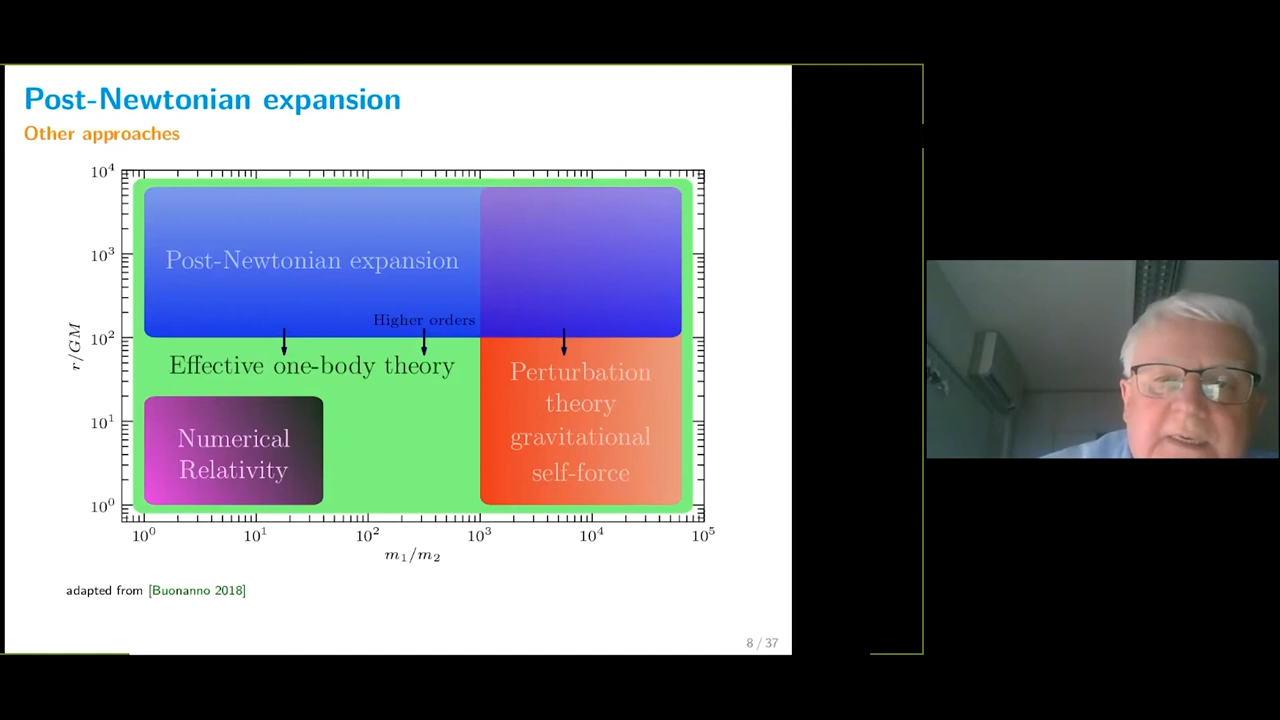 Post-Newtonian expansion
Other approaches
10⁴
10³
10²
10¹
10⁰
r/GM
Post-Newtonian expansion
Higher orders
Effective one-body theory
Perturbation
theory
gravitational
self-force
Numerical
Relativity
10⁰ 10¹ 10² 10³ 10⁴ 10⁵
m₁/m₂
adapted from [Buonanno 2018]
8 / 37